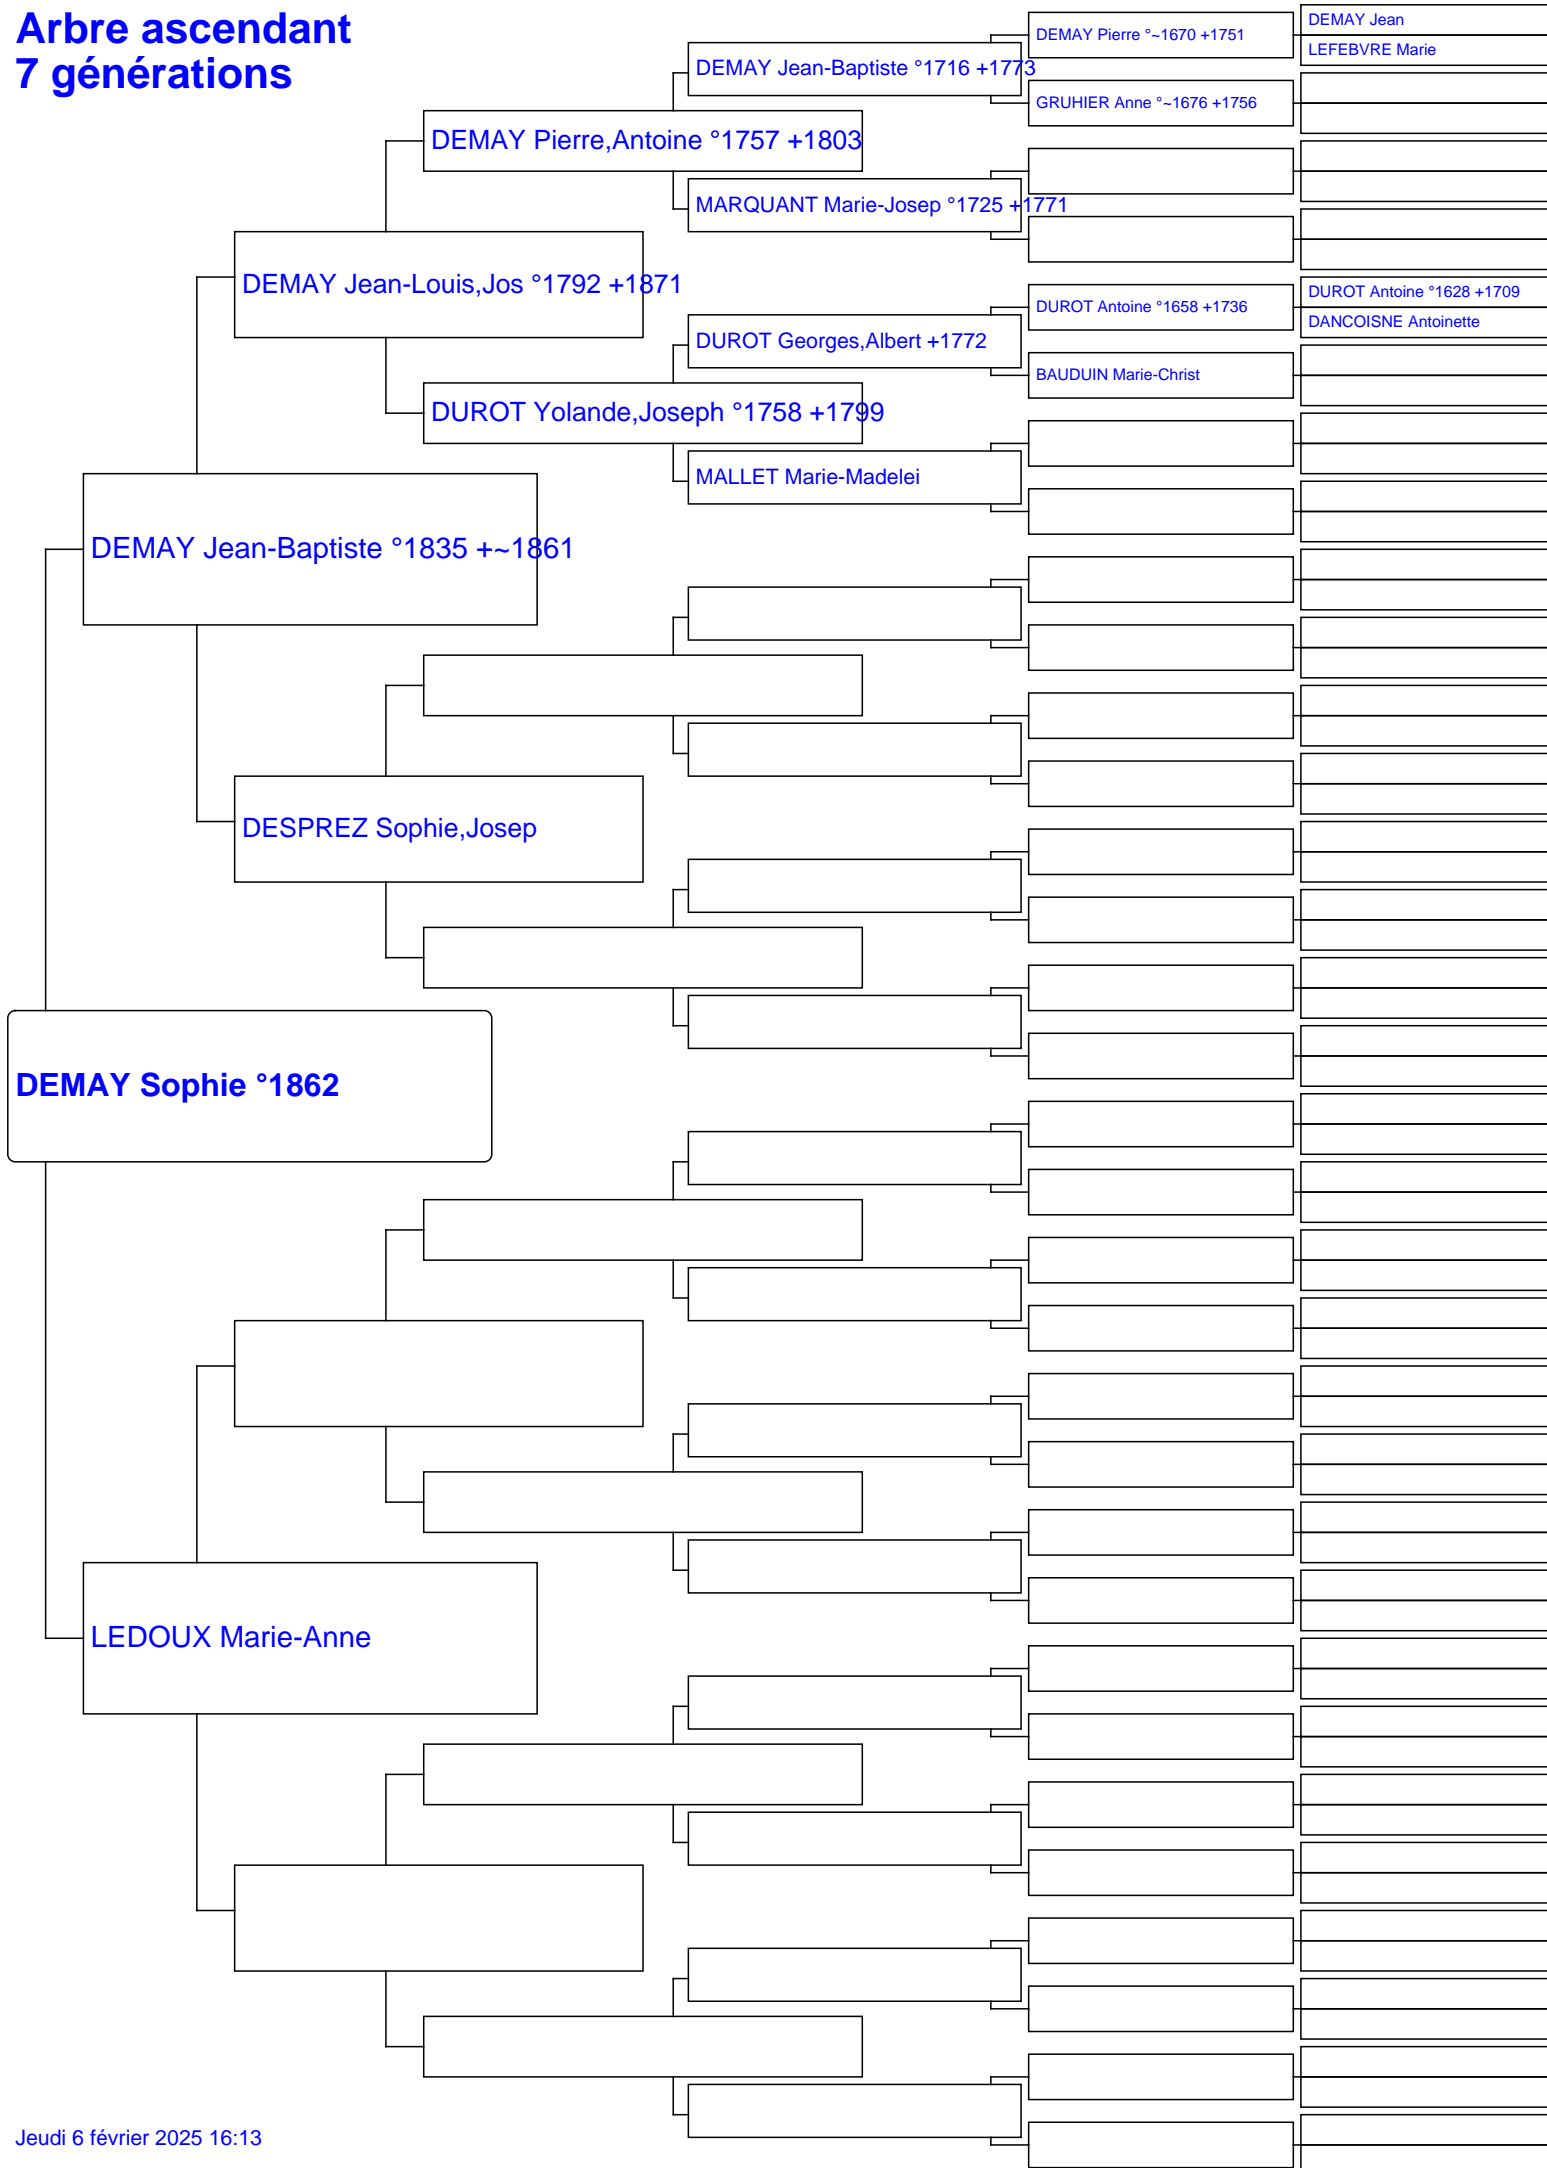 Arbre ascendant
7 générations
DEMAY Jean
DEMAY Pierre °~1670 +1751
LEFEBVRE Marie
DEMAY Jean-Baptiste °1716 +1773
GRUHIER Anne °~1676 +1756
DEMAY Pierre,Antoine °1757 +1803
MARQUANT Marie-Josep °1725 +1771
DEMAY Jean-Louis,Jos °1792 +1871
DUROT Antoine °1628 +1709
DUROT Antoine °1658 +1736
DANCOISNE Antoinette
DUROT Georges,Albert +1772
BAUDUIN Marie-Christ
DUROT Yolande,Joseph °1758 +1799
MALLET Marie-Madelei
DEMAY Jean-Baptiste °1835 +~1861
DESPREZ Sophie,Josep
DEMAY Sophie °1862
LEDOUX Marie-Anne
Jeudi 6 février 2025 16:13